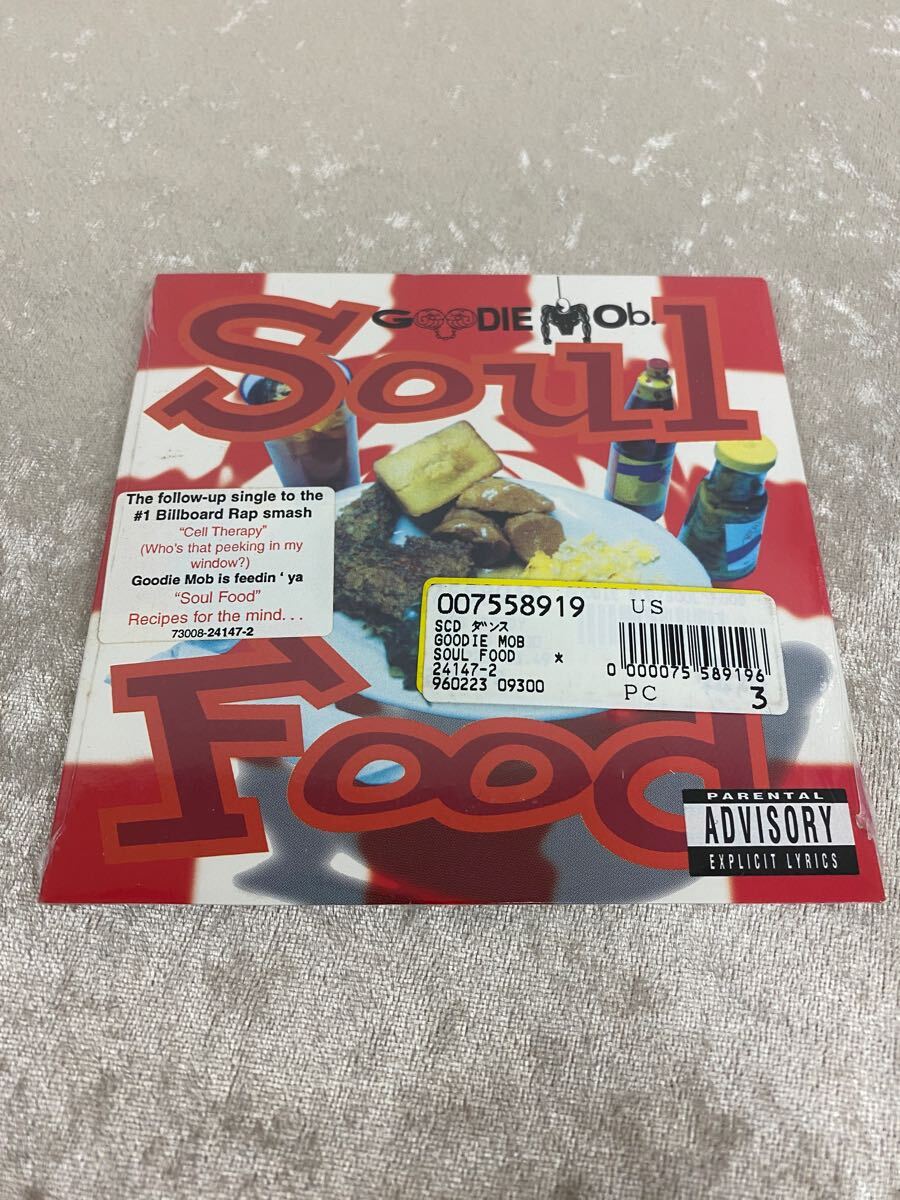 GOODIE MOb.
Soul
The follow-up single to the
#1 Billboard Rap smash
"Cell Therapy"
(Who's that peeking in my
window?)
Goodie Mob is feedin ' ya
"Soul Food"
Recipes for the mind. . .
73008-24147-2
007558919 US
SCD ダンス
GOODIE MOB
SOUL FOOD *
24147-2
960223 09300
0 000075 589196
PC 3
Food
PARENTAL
ADVISORY
EXPLICIT LYRICS